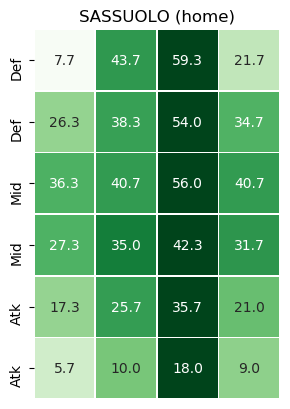 SASSUOLO (home)
Def 7.7 43.7 59.3 21.7
Def 26.3 38.3 54.0 34.7
Mid 36.3 40.7 56.0 40.7
Mid 27.3 35.0 42.3 31.7
Atk 17.3 25.7 35.7 21.0
Atk 5.7 10.0 18.0 9.0